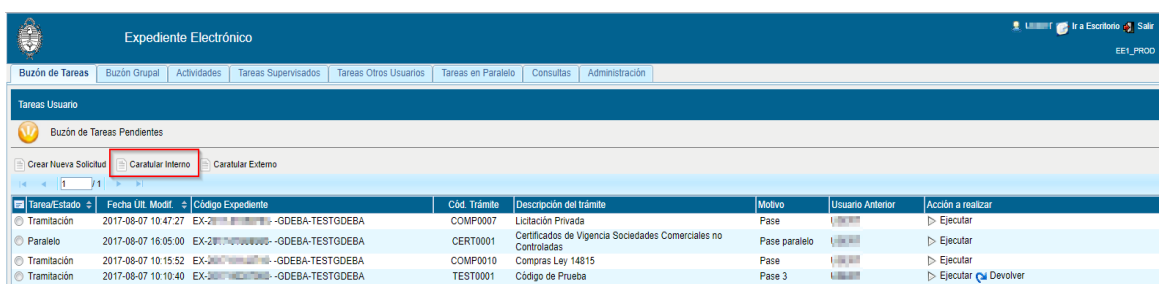 Ir a Escritorio Salir
Expediente Electrónico
EE1_PROD
Buzón de Tareas Buzón Grupal Actividades Tareas Supervisados Tareas Otros Usuarios Tareas en Paralelo Consultas Administración
Tareas Usuario
Buzón de Tareas Pendientes
Crear Nueva Solicitud Caratular Interno Caratular Externo
1 / 1
Tarea/Estado Fecha Últ. Modif. Código Expediente Cód. Trámite Descripción del trámite Motivo Usuario Anterior Acción a realizar
Tramitación 2017-08-07 10:47:27 EX- -GDEBA-TESTGDEBA COMP0007 Licitación Privada Pase Ejecutar
Paralelo 2017-08-07 16:05:00 EX- -GDEBA-TESTGDEBA CERT0001 Certificados de Vigencia Sociedades Comerciales no Controladas Pase paralelo Ejecutar
Tramitación 2017-08-07 10:15:52 EX- -GDEBA-TESTGDEBA COMP0010 Compras Ley 14815 Pase Ejecutar
Tramitación 2017-08-07 10:10:40 EX- -GDEBA-TESTGDEBA TEST0001 Código de Prueba Pase 3 Ejecutar Devolver